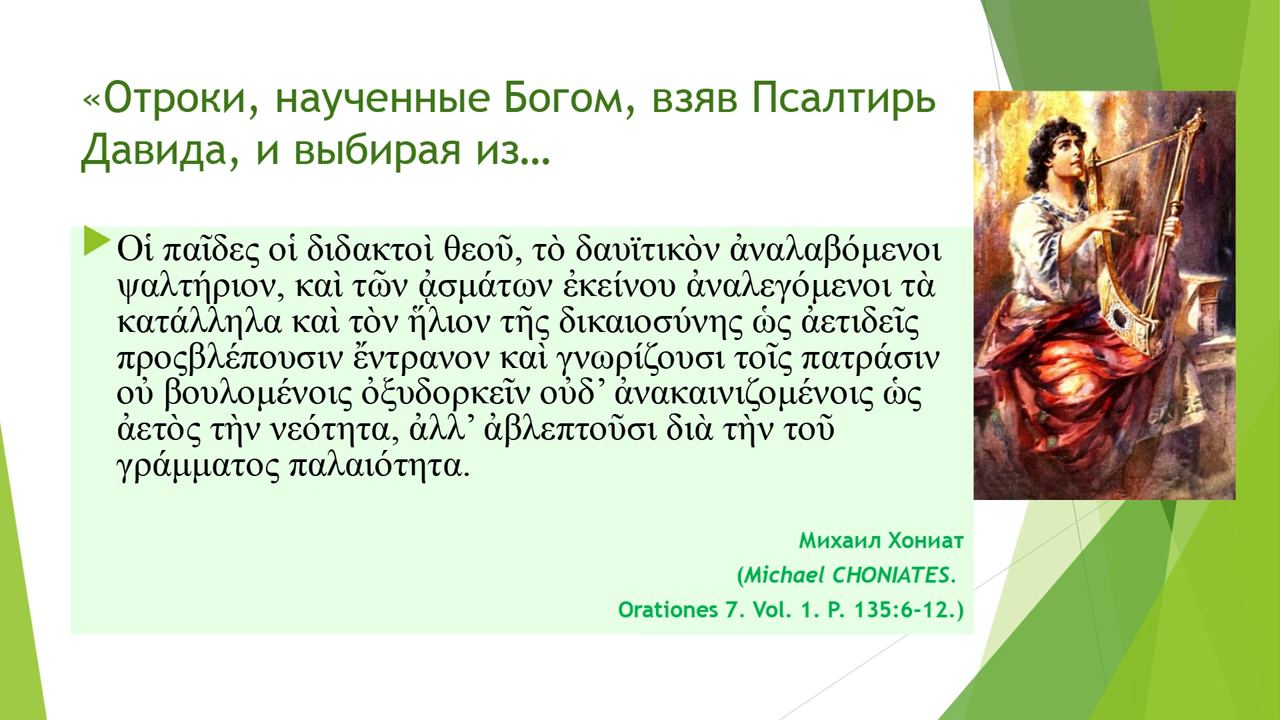 «Отроки, наученные Богом, взяв Псалтирь
Давида, и выбирая из…
Οἱ παῖδες οἱ διδακτοὶ θεοῦ, τὸ δαυϊτικὸν ἀναλαβόμενοι
ψαλτήριον, καὶ τῶν ᾀσμάτων ἐκείνου ἀναλεγόμενοι τὰ
κατάλληλα καὶ τὸν ἥλιον τῆς δικαιοσύνης ὡς ἀετιδεῖς
προςβλέπουσιν ἔντρανον καὶ γνωρίζουσι τοῖς πατράσιν
οὐ βουλομένοις ὀξυδορκεῖν οὐδ’ ἀνακαινιζομένοις ὡς
ἀετὸς τὴν νεότητα, ἀλλ’ ἀβλεπτοῦσι διὰ τὴν τοῦ
γράμματος παλαιότητα.
Михаил Хониат
(Michael CHONIATES.
Orationes 7. Vol. 1. P. 135:6-12.)